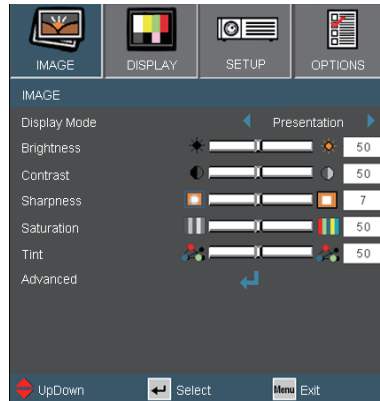 IMAGE DISPLAY SETUP OPTIONS
IMAGE
Display Mode Presentation
Brightness 50
Contrast 50
Sharpness 7
Saturation 50
Tint 50
Advanced
UpDown Select Menu Exit